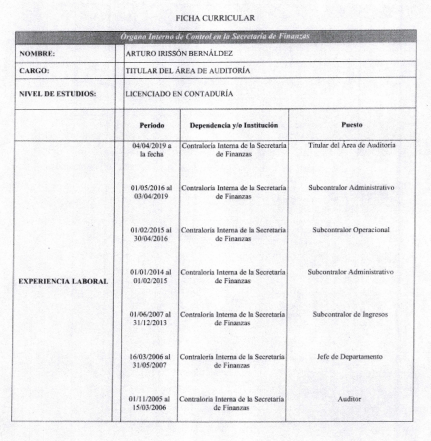 FICHA CURRICULAR
Órgano Interno de Control en la Secretaría de Finanzas
NOMBRE: ARTURO IRISSÓN BERNÁLDEZ
CARGO: TITULAR DEL ÁREA DE AUDITORÍA
NIVEL DE ESTUDIOS: LICENCIADO EN CONTADURÍA
Periodo Dependencia y/o Institución Puesto
EXPERIENCIA LABORAL
04/04/2019 a Contraloría Interna de la Secretaría Titular del Área de Auditoría
la fecha de Finanzas
01/05/2016 al Contraloría Interna de la Secretaría Subcontralor Administrativo
03/04/2019 de Finanzas
01/02/2015 al Contraloría Interna de la Secretaría Subcontralor Operacional
30/04/2016 de Finanzas
01/01/2014 al Contraloría Interna de la Secretaría Subcontralor Administrativo
01/02/2015 de Finanzas
01/06/2007 al Contraloría Interna de la Secretaría Subcontralor de Ingresos
31/12/2013 de Finanzas
16/03/2006 al Contraloría Interna de la Secretaría Jefe de Departamento
31/05/2007 de Finanzas
01/11/2005 al Contraloría Interna de la Secretaría Auditor
15/03/2006 de Finanzas